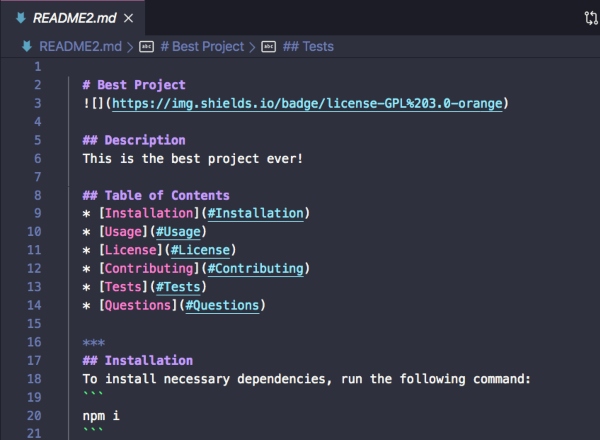 README2.md ×
README2.md > abc # Best Project > abc ## Tests
1
2 # Best Project
3 ![](https://img.shields.io/badge/license-GPL%203.0-orange)
4
5 ## Description
6 This is the best project ever!
7
8 ## Table of Contents
9 * [Installation](#Installation)
10 * [Usage](#Usage)
11 * [License](#License)
12 * [Contributing](#Contributing)
13 * [Tests](#Tests)
14 * [Questions](#Questions)
15
16 ***
17 ## Installation
18 To install necessary dependencies, run the following command:
19 ```
20 npm i
21 ```